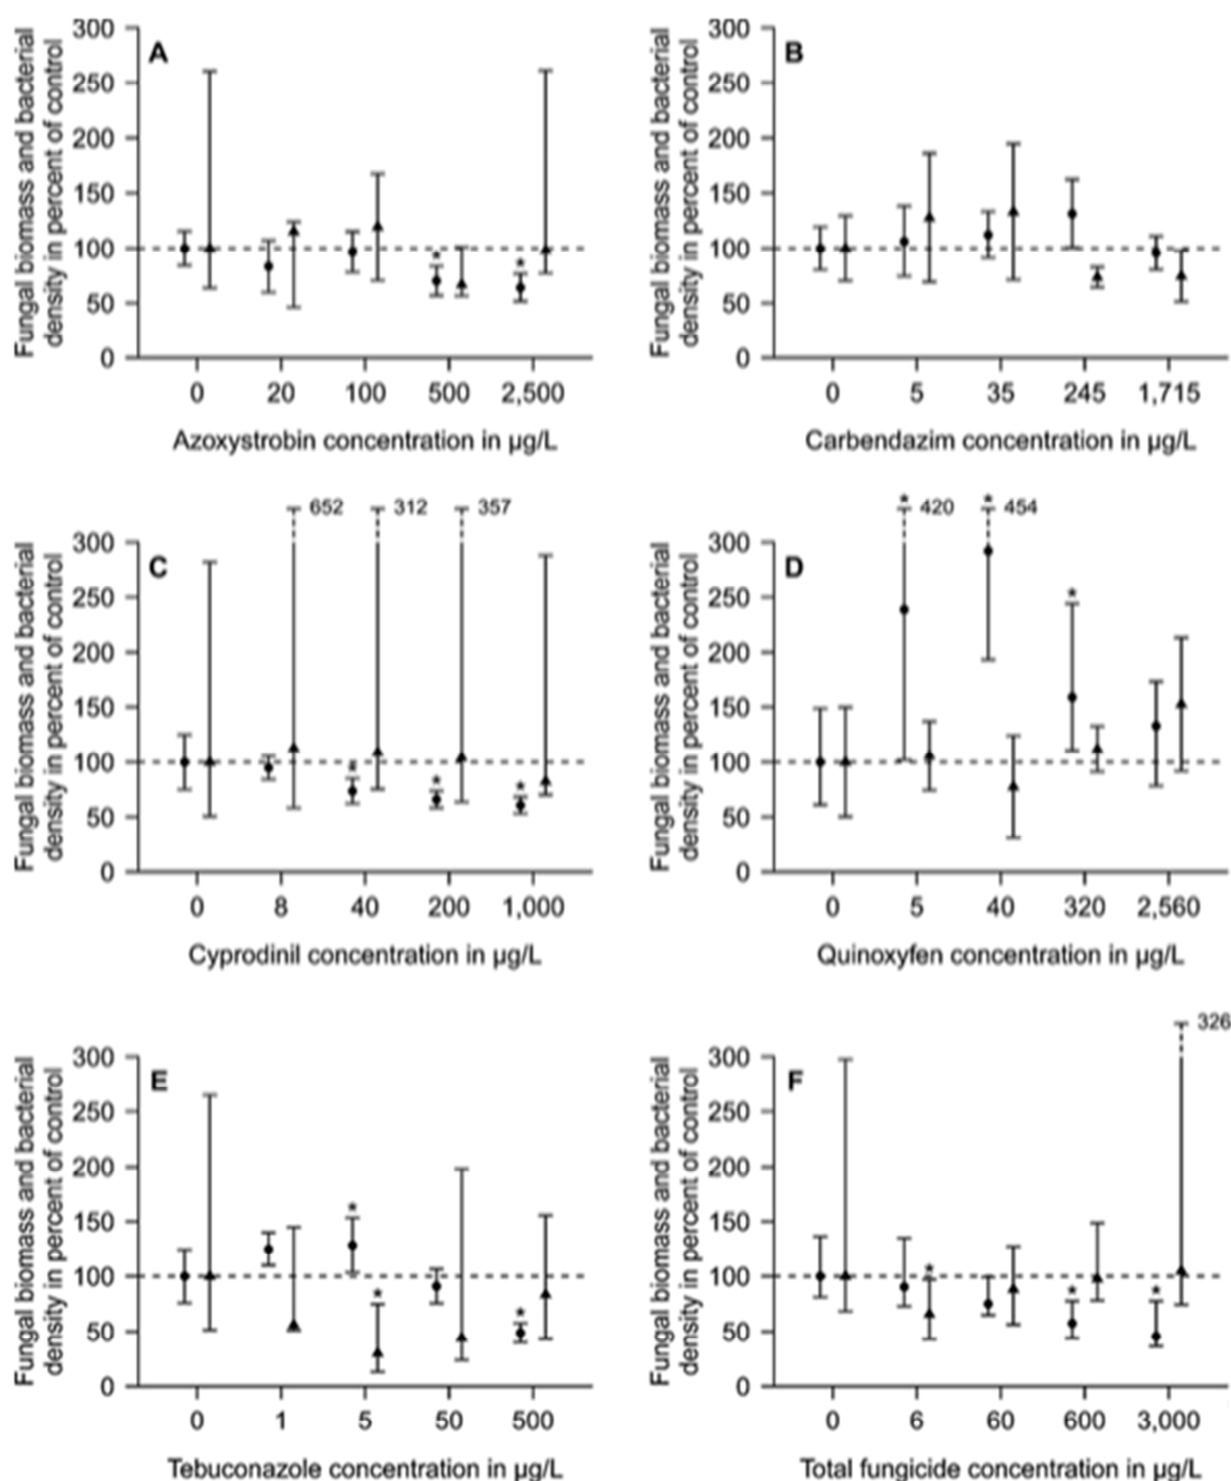 Fungal biomass and bacterial
density in percent of control
300
250
200
150
100
50
0
A
*
*
0 20 100 500 2,500
Azoxystrobin concentration in µg/L
Fungal biomass and bacterial
density in percent of control
300
250
200
150
100
50
0
B
0 5 35 245 1,715
Carbendazim concentration in µg/L
Fungal biomass and bacterial
density in percent of control
300
250
200
150
100
50
0
C
652 312 357
*
*
*
0 8 40 200 1,000
Cyprodinil concentration in µg/L
Fungal biomass and bacterial
density in percent of control
300
250
200
150
100
50
0
D
* 420 * 454
*
0 5 40 320 2,560
Quinoxyfen concentration in µg/L
Fungal biomass and bacterial
density in percent of control
300
250
200
150
100
50
0
E
*
*
*
0 1 5 50 500
Tebuconazole concentration in µg/L
Fungal biomass and bacterial
density in percent of control
300
250
200
150
100
50
0
F
326
*
*
*
0 6 60 600 3,000
Total fungicide concentration in µg/L